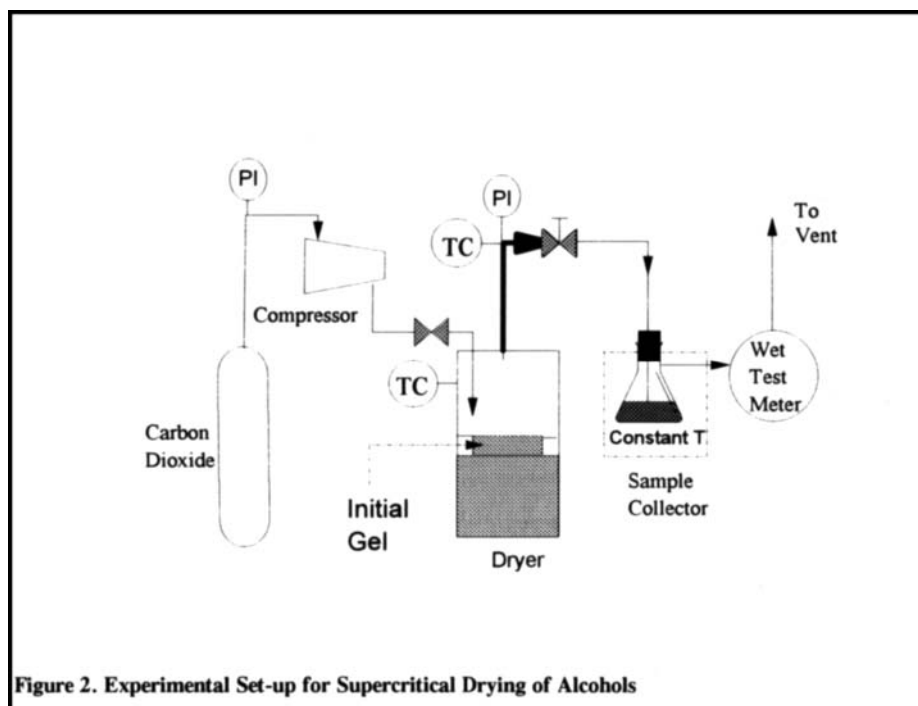 PI
PI
To
Vent
TC
Compressor
Wet
Test
Meter
TC
Carbon
Dioxide
Constant T
Sample
Collector
Initial
Gel
Dryer
Figure 2. Experimental Set-up for Supercritical Drying of Alcohols